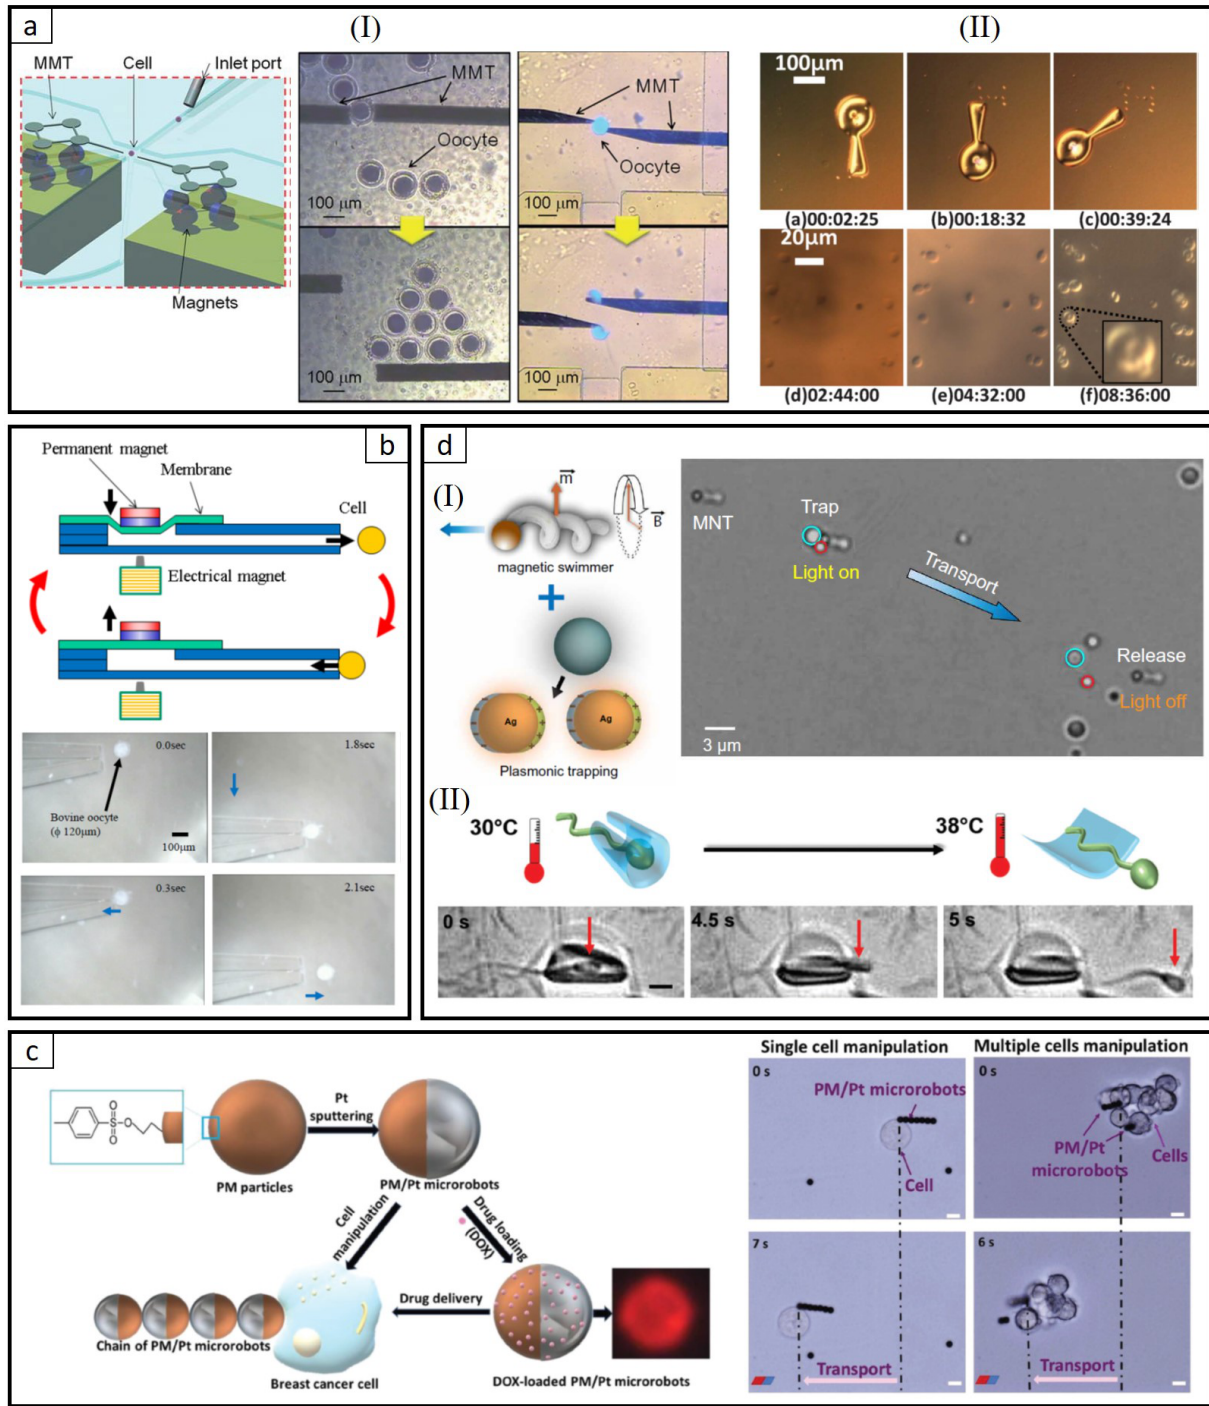 a
(I)
(II)
MMT
Cell
Inlet port
Magnets
MMT
Oocyte
100 µm
100 µm
MMT
Oocyte
100 µm
100 µm
100µm
(a)00:02:25
(b)00:18:32
(c)00:39:24
20µm
(d)02:44:00
(e)04:32:00
(f)08:36:00
b
Permanent magnet
Membrane
Cell
Electrical magnet
0.0sec
Bovine oocyte
(ϕ 120µm)
100µm
1.8sec
0.3sec
2.1sec
d
(I)
m
B
magnetic swimmer
+
Ag
Ag
Plasmonic trapping
MNT
Trap
Light on
Transport
Release
Light off
3 µm
(II)
30°C
38°C
0 s
4.5 s
5 s
c
O
S
O
O
PM particles
Pt
sputtering
PM/Pt microrobots
Cell
manipulation
Drug loading
(DOX)
Drug delivery
Chain of PM/Pt microrobots
Breast cancer cell
DOX-loaded PM/Pt microrobots
Single cell manipulation
0 s
PM/Pt microrobots
Cell
7 s
Transport
Multiple cells manipulation
0 s
PM/Pt
microrobots
Cells
6 s
Transport